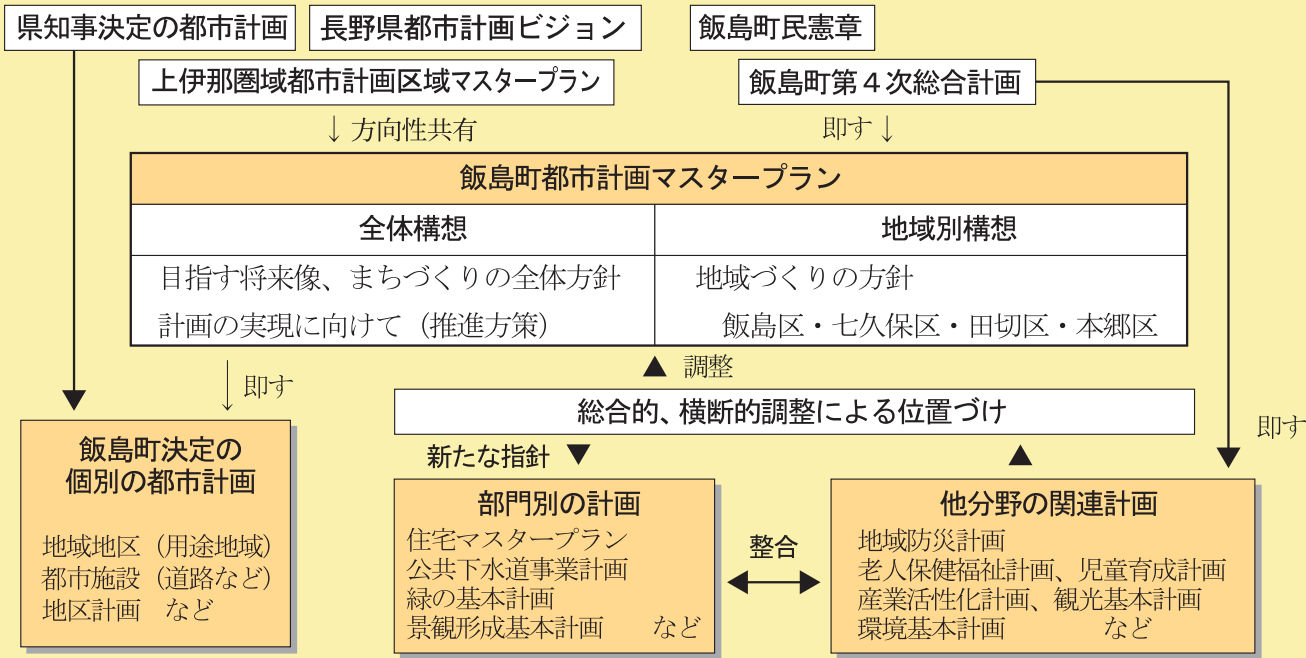 県知事決定の都市計画
長野県都市計画ビジョン
飯島町民憲章
上伊那圏域都市計画区域マスタープラン
飯島町第４次総合計画
↓ 方向性共有
即す ↓
飯島町都市計画マスタープラン
全体構想
地域別構想
目指す将来像、まちづくりの全体方針
計画の実現に向けて（推進方策）
地域づくりの方針
飯島区・七久保区・田切区・本郷区
▲ 調整
↓ 即す
総合的、横断的調整による位置づけ
即す
新たな指針 ▼
▲
飯島町決定の
個別の都市計画
地域地区（用途地域）
都市施設（道路など）
地区計画　など
部門別の計画
住宅マスタープラン
公共下水道事業計画
緑の基本計画
景観形成基本計画　　など
整合
他分野の関連計画
地域防災計画
老人保健福祉計画、児童育成計画
産業活性化計画、観光基本計画
環境基本計画　　　　など